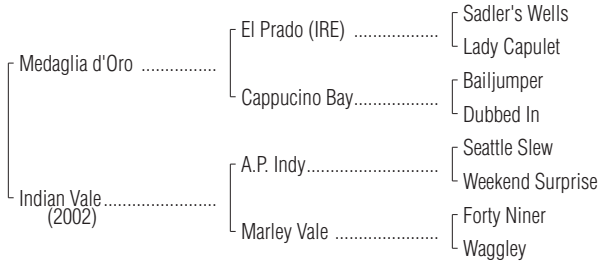 Sadler's Wells
El Prado (IRE) ..................
Lady Capulet
Medaglia d'Oro ................
Bailjumper
Cappucino Bay..................
Dubbed In
Seattle Slew
A.P. Indy............................
Weekend Surprise
Indian Vale........................
(2002)
Forty Niner
Marley Vale ......................
Waggley